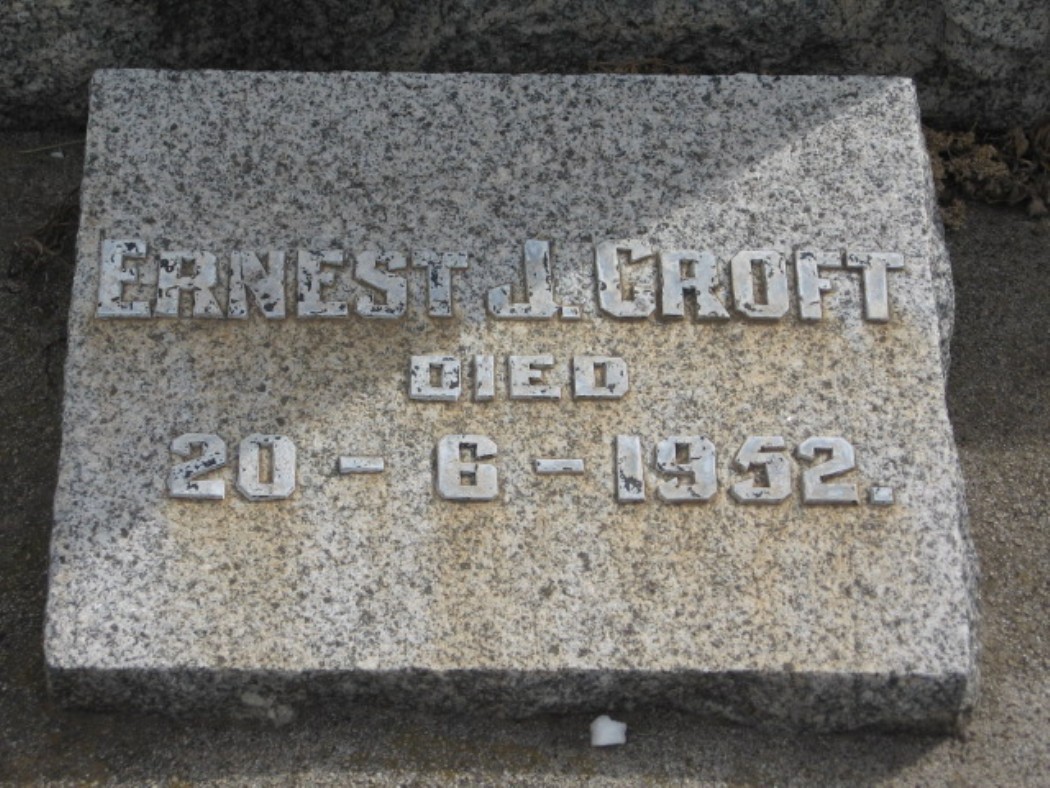 ERNEST J. CROFT
DIED
20 - 6 - 1952.